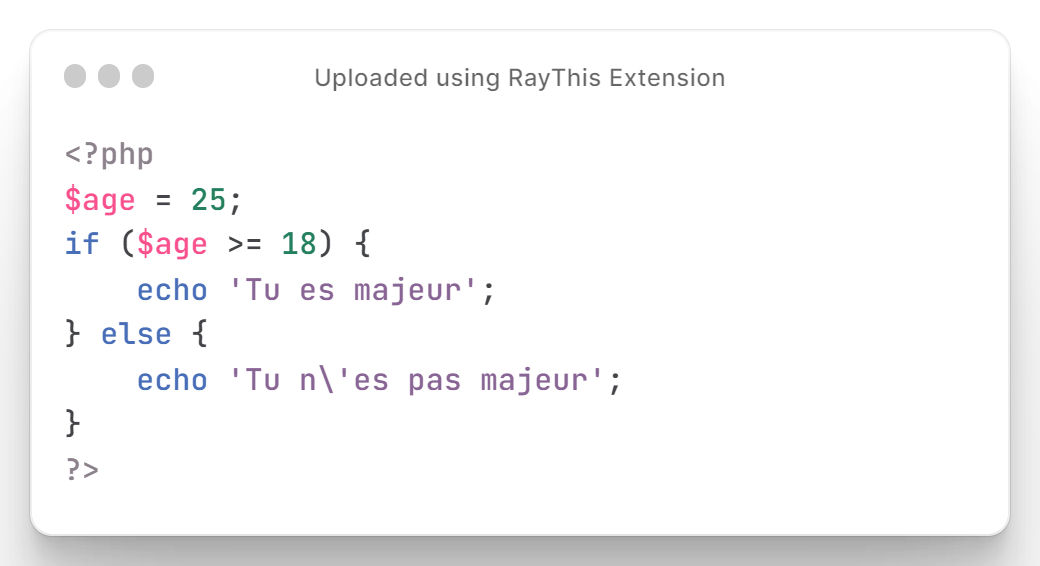 Uploaded using RayThis Extension
<?php
$age = 25;
if ($age >= 18) {
    echo 'Tu es majeur';
} else {
    echo 'Tu n\'es pas majeur';
}
?>